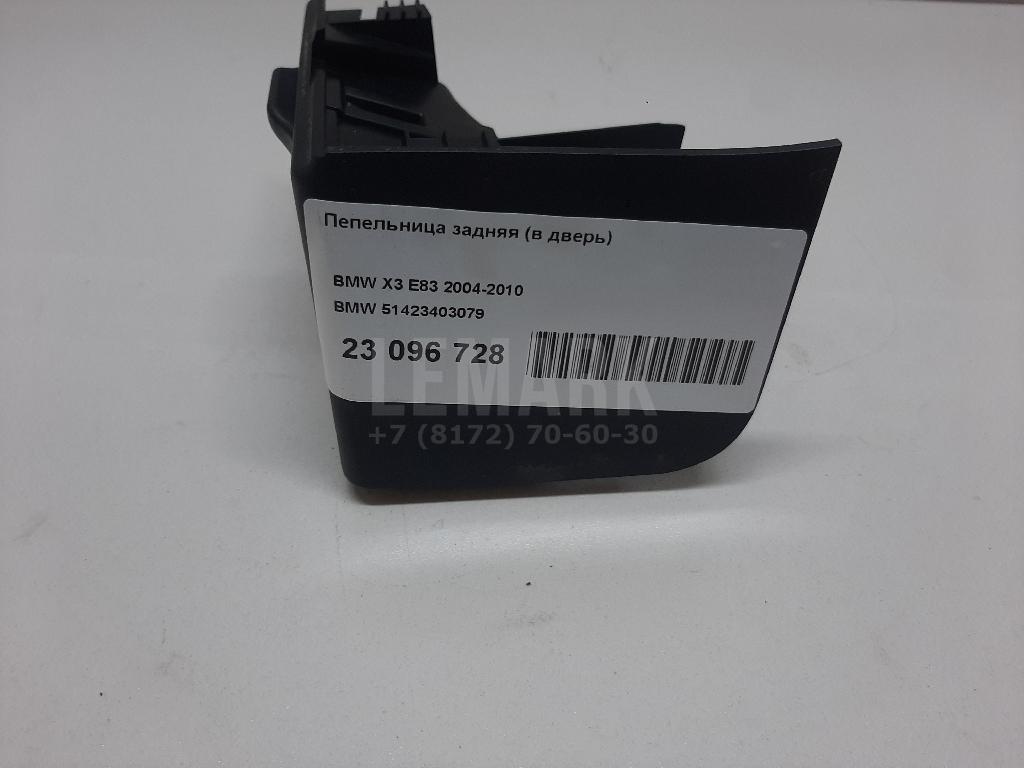 Пепельница задняя (в дверь)
BMW X3 E83 2004-2010
BMW 51423403079
23 096 728
LEMARK
+7 (8172) 70-60-30